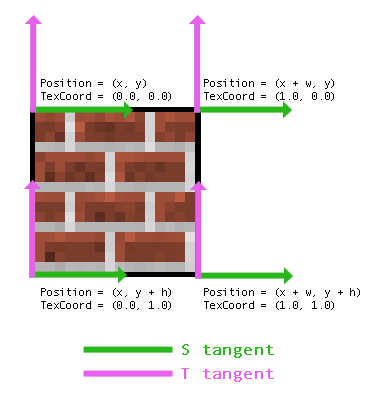 Position = (x, y)
TexCoord = (0.0, 0.0)
Position = (x + w, y)
TexCoord = (1.0, 0.0)
Position = (x, y + h)
TexCoord = (0.0, 1.0)
Position = (x + w, y + h)
TexCoord = (1.0, 1.0)
S tangent
T tangent